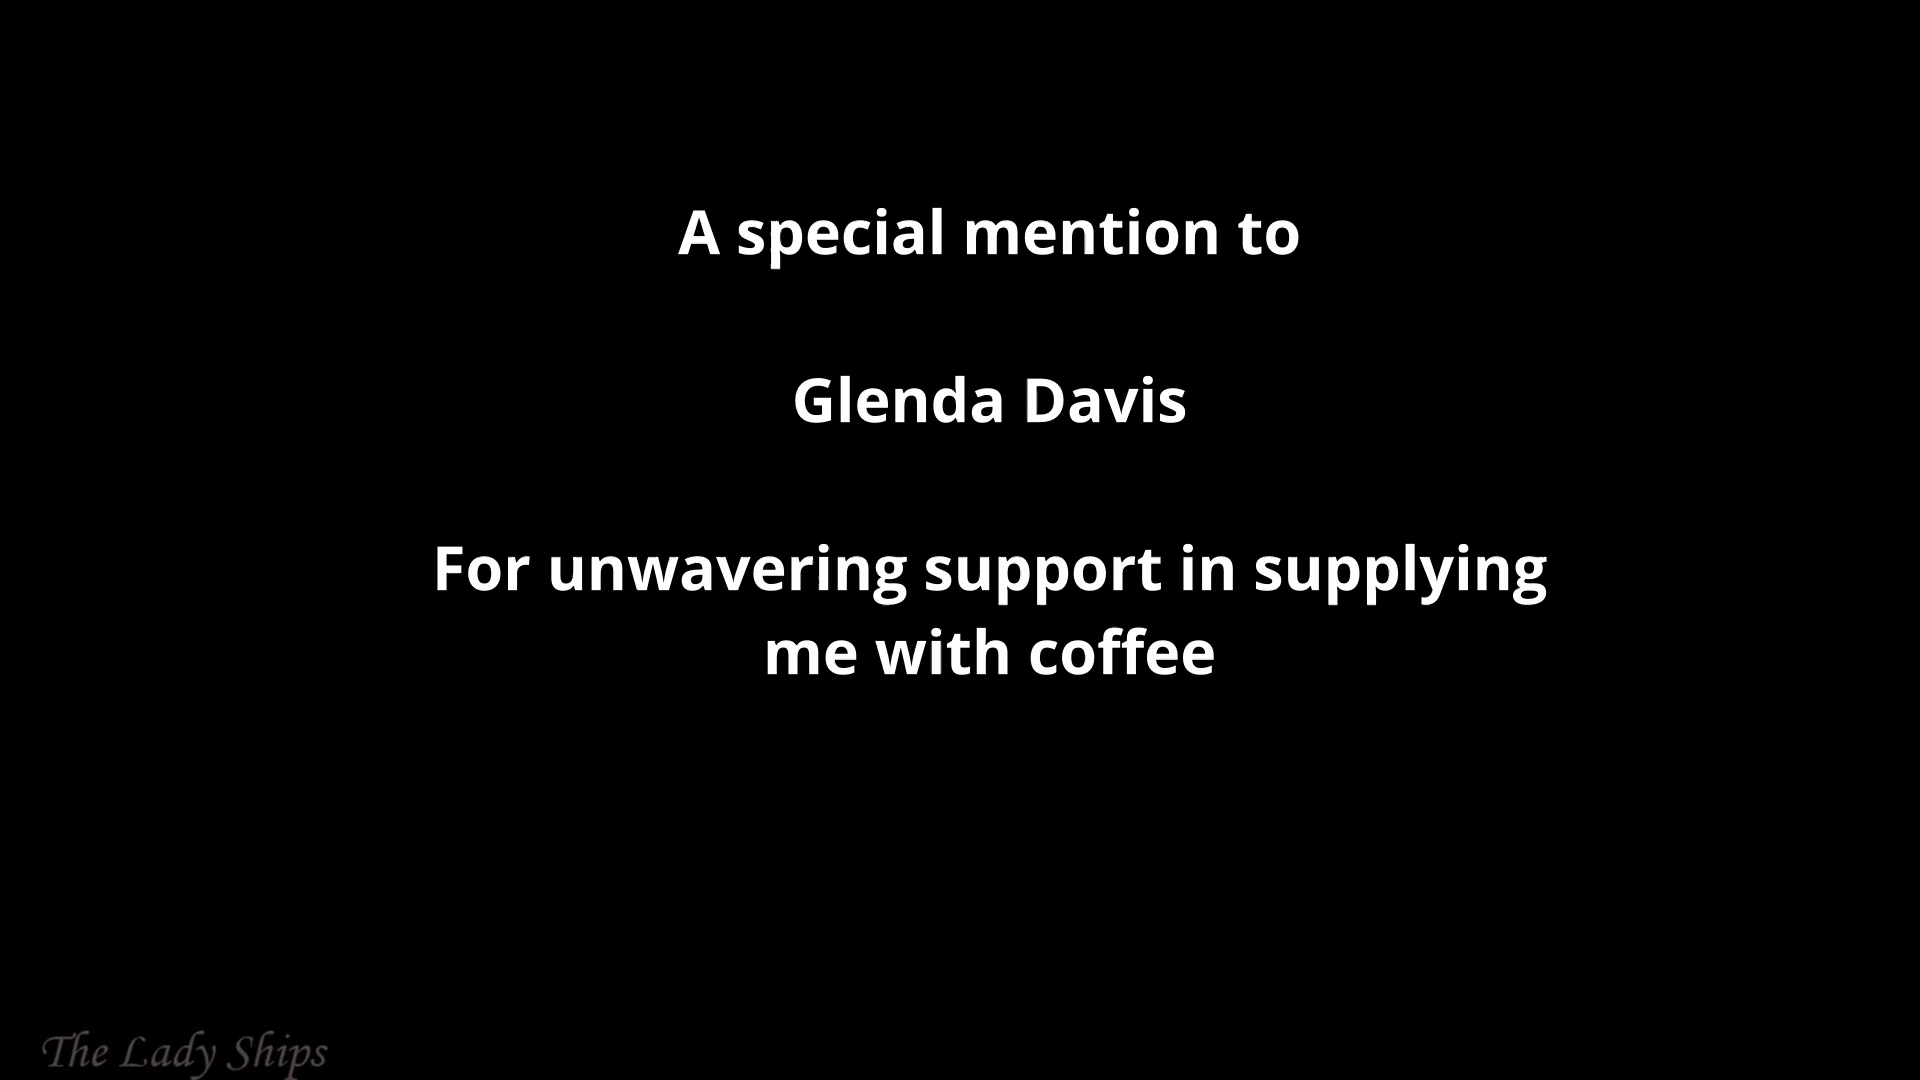 A special mention to
Glenda Davis
For unwavering support in supplying
me with coffee
The Lady Ships